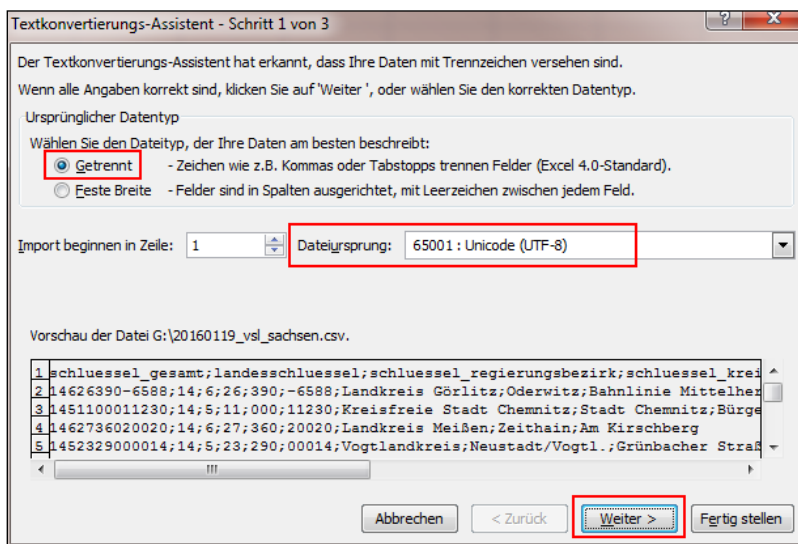 Textkonvertierungs-Assistent - Schritt 1 von 3
Der Textkonvertierungs-Assistent hat erkannt, dass Ihre Daten mit Trennzeichen versehen sind.
Wenn alle Angaben korrekt sind, klicken Sie auf 'Weiter ', oder wählen Sie den korrekten Datentyp.
Ursprünglicher Datentyp
Wählen Sie den Dateityp, der Ihre Daten am besten beschreibt:
Getrennt - Zeichen wie z.B. Kommas oder Tabstopps trennen Felder (Excel 4.0-Standard).
Feste Breite - Felder sind in Spalten ausgerichtet, mit Leerzeichen zwischen jedem Feld.
Import beginnen in Zeile: 1 Dateiursprung: 65001 : Unicode (UTF-8)
Vorschau der Datei G:\20160119_vsl_sachsen.csv.
1 schluessel_gesamt;landesschluessel;schluessel_regierungsbezirk;schluessel_krei
2 14626390-6588;14;6;26;390;-6588;Landkreis Görlitz;Oderwitz;Bahnlinie Mittelher
3 1451100011230;14;5;11;000;11230;Kreisfreie Stadt Chemnitz;Stadt Chemnitz;Bürge
4 1462736020020;14;6;27;360;20020;Landkreis Meißen;Zeithain;Am Kirschberg
5 1452329000014;14;5;23;290;00014;Vogtlandkreis;Neustadt/Vogtl.;Grünbacher Straß
Abbrechen < Zurück Weiter > Fertig stellen